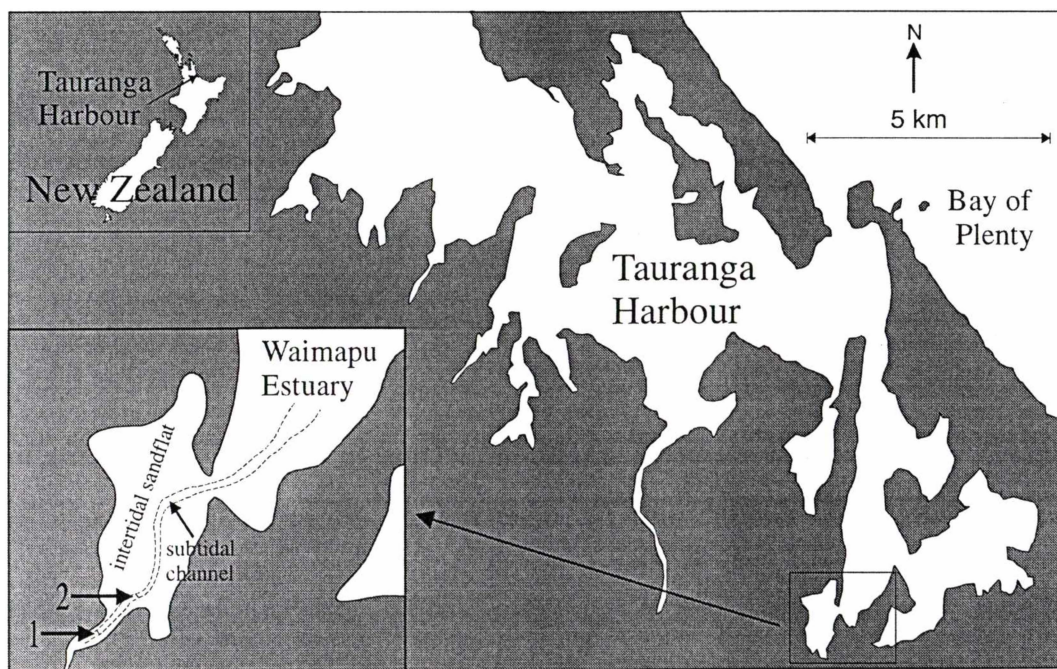 Tauranga
Harbour
New Zealand
N
5 km
Bay of
Plenty
Tauranga
Harbour
Waimapu
Estuary
intertidal sandflat
subtidal
channel
2
1